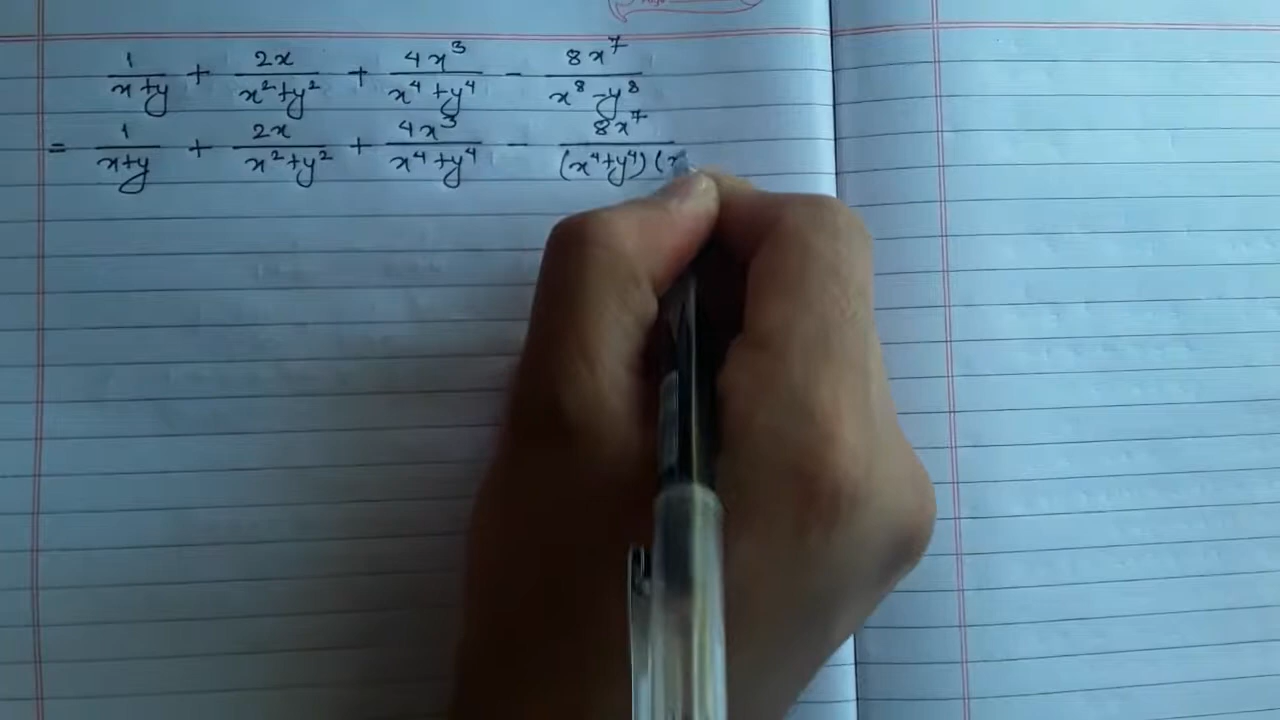 1/(x+y) + 2x/(x²+y²) + 4x³/(x⁴+y⁴) - 8x⁷/(x⁸-y⁸)
= 1/(x+y) + 2x/(x²+y²) + 4x³/(x⁴+y⁴) - 8x⁷/(x⁴+y⁴)(x